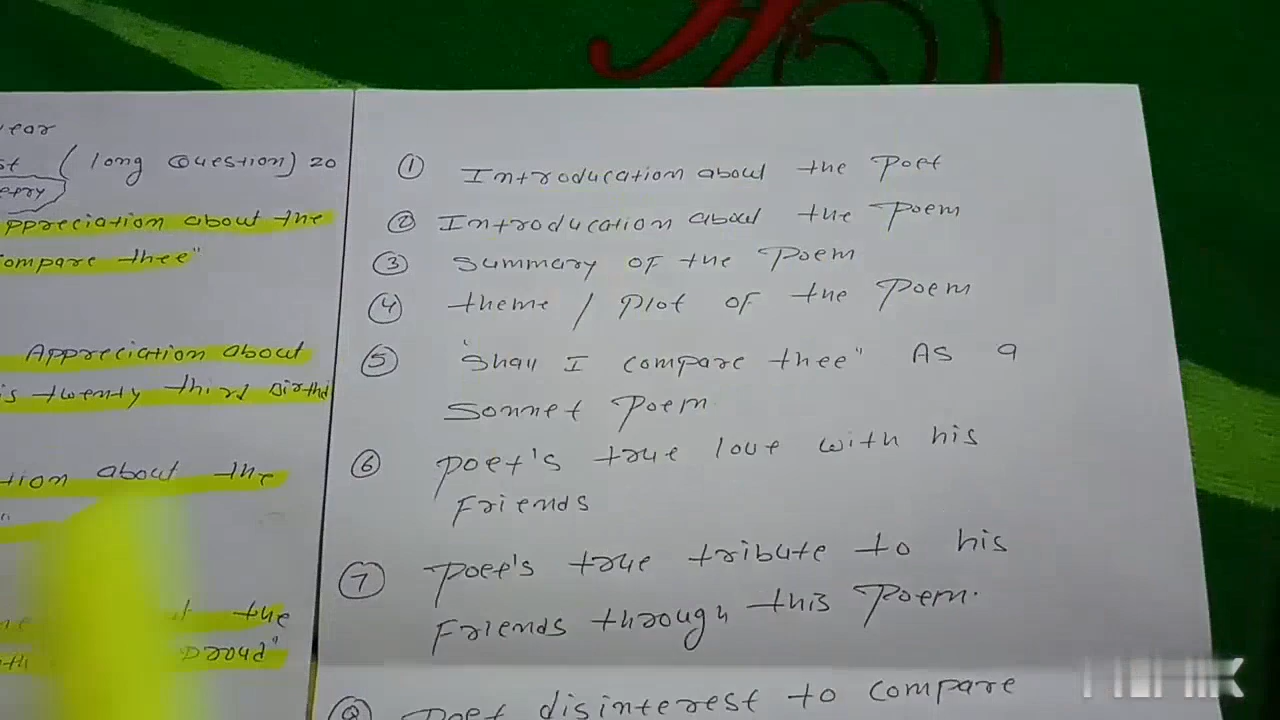 ear
st ( long Question) 20
etry
ppreciation about the
ompare thee"
Appreciation about
is twenty third Birthd
tion about the
the
proud"
① Introducation about the Poet
② Introducation about the Poem
③ Summary OF the Poem
④ theme / Plot OF the Poem
⑤ "Shall I compare thee" As a
Sonnet Poem
⑥ poet's true love with his
Friends
⑦ Poet's true tribute to his
Friends through this Poem.
⑧ Poet disinterest to compare